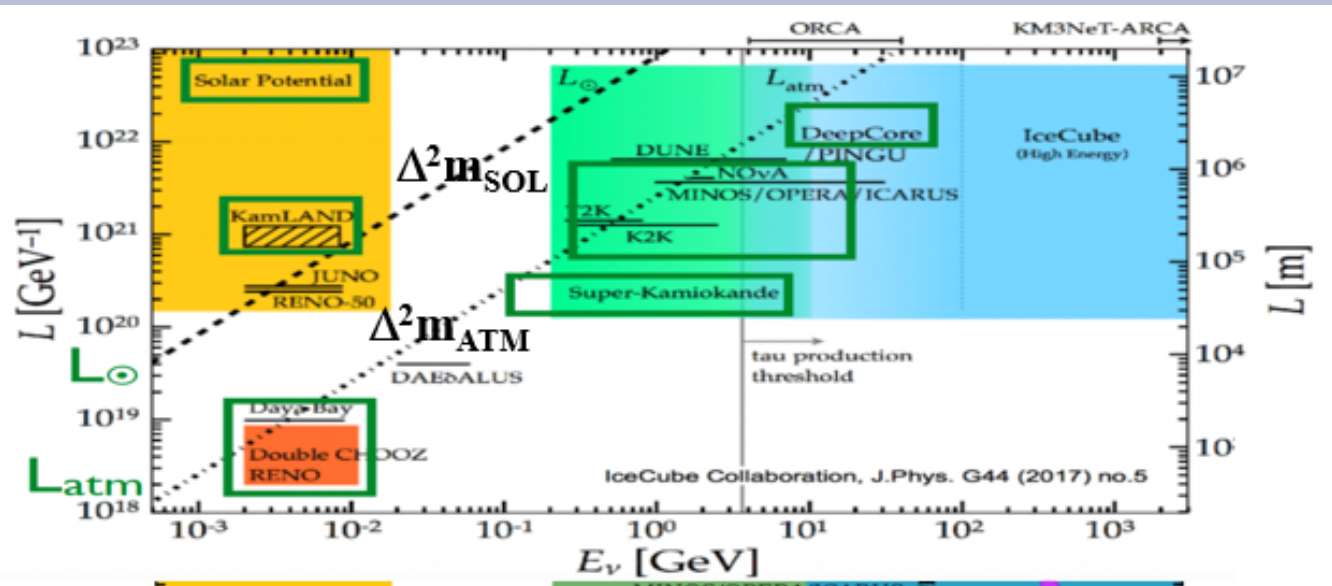 ORCA
KM3NeT-ARCA
10²³
10²²
10²¹
10²⁰
10¹⁹
10¹⁸
L [GeV⁻¹]
L⊙
Latm
Solar Potential
KamLAND
JUNO
RENO-50
Daya Bay
Double CHOOZ
RENO
Δ²mSOL
Δ²mATM
DAEδALUS
L⊙
Latm
DUNE
DeepCore
/PINGU
NOνA
MINOS/OPERA/ICARUS
T2K
K2K
Super-Kamiokande
IceCube
(High Energy)
tau production
threshold
IceCube Collaboration, J.Phys. G44 (2017) no.5
10⁷
10⁶
10⁵
10⁴
L [m]
10⁻³ 10⁻² 10⁻¹ 10⁰ 10¹ 10² 10³
Eν [GeV]